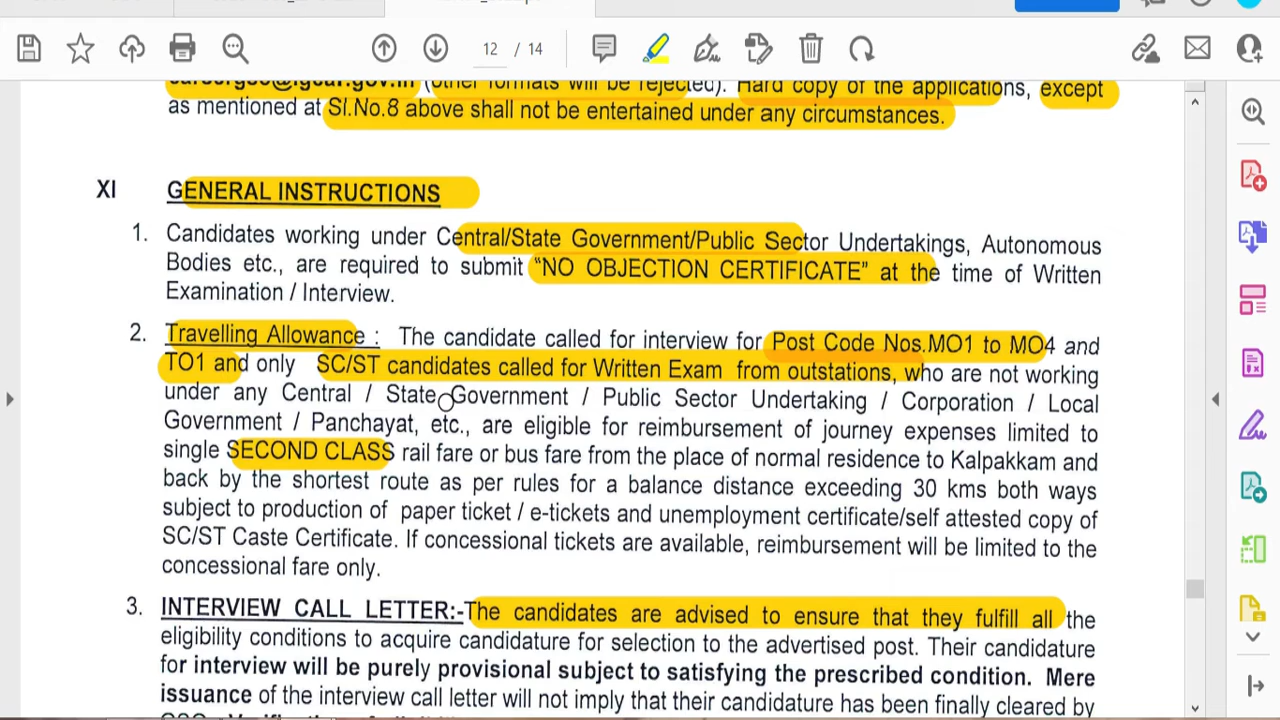 12 / 14
(other formats will be rejected). Hard copy of the applications, except
as mentioned at Sl.No.8 above shall not be entertained under any circumstances.
XI GENERAL INSTRUCTIONS
1. Candidates working under Central/State Government/Public Sector Undertakings, Autonomous
Bodies etc., are required to submit “NO OBJECTION CERTIFICATE” at the time of Written
Examination / Interview.
2. Travelling Allowance : The candidate called for interview for Post Code Nos.MO1 to MO4 and
TO1 and only SC/ST candidates called for Written Exam from outstations, who are not working
under any Central / State Government / Public Sector Undertaking / Corporation / Local
Government / Panchayat, etc., are eligible for reimbursement of journey expenses limited to
single SECOND CLASS rail fare or bus fare from the place of normal residence to Kalpakkam and
back by the shortest route as per rules for a balance distance exceeding 30 kms both ways
subject to production of paper ticket / e-tickets and unemployment certificate/self attested copy of
SC/ST Caste Certificate. If concessional tickets are available, reimbursement will be limited to the
concessional fare only.
3. INTERVIEW CALL LETTER:-The candidates are advised to ensure that they fulfill all the
eligibility conditions to acquire candidature for selection to the advertised post. Their candidature
for interview will be purely provisional subject to satisfying the prescribed condition. Mere
issuance of the interview call letter will not imply that their candidature has been finally cleared by